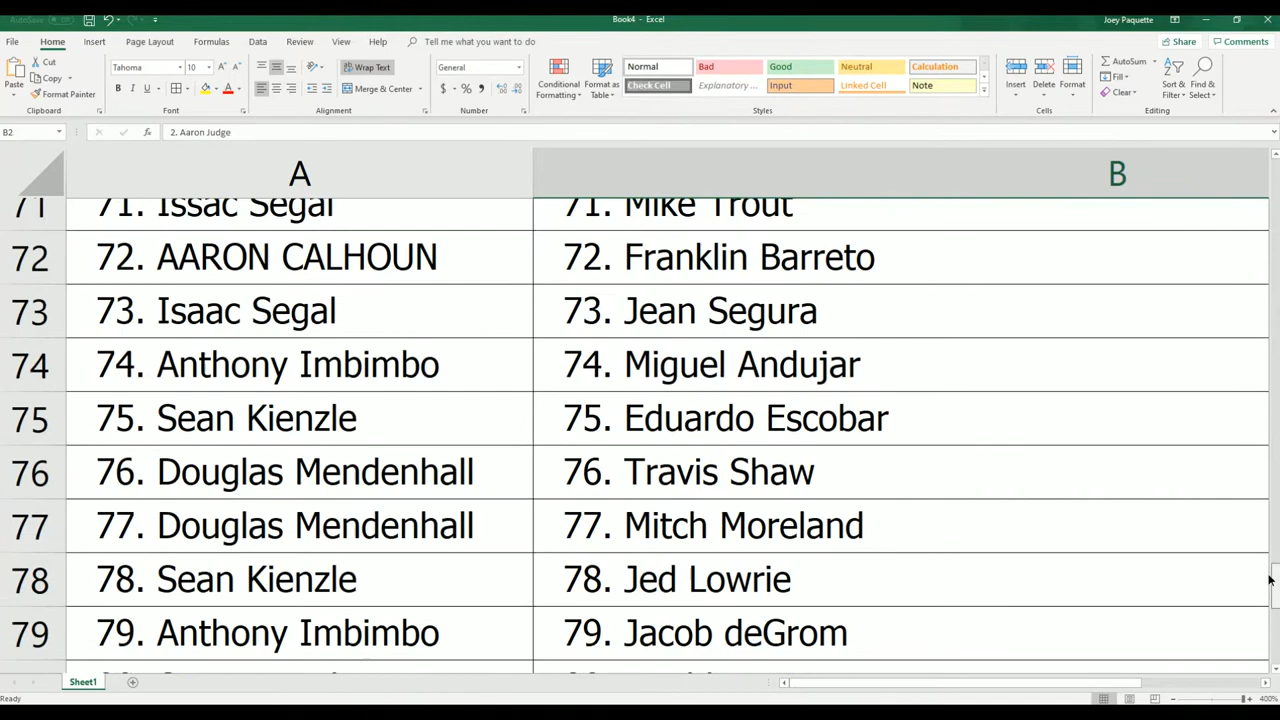 AutoSave Off
Book4 - Excel
Joey Paquette
File Home Insert Page Layout Formulas Data Review View Help Tell me what you want to do
Share Comments
Paste
Cut
Copy
Format Painter
Clipboard
Tahoma 10
B I U
Font
Wrap Text
Merge & Center
Alignment
General
$ % ,
Number
Conditional Formatting
Format as Table
Normal Bad Good Neutral Calculation
Check Cell Explanatory ... Input Linked Cell Note
Styles
Insert Delete Format
Cells
AutoSum
Fill
Clear
Sort & Filter
Find & Select
Editing
B2 fx 2. Aaron Judge
A B
71 71. Issac Segal 71. Mike Trout
72 72. AARON CALHOUN 72. Franklin Barreto
73 73. Isaac Segal 73. Jean Segura
74 74. Anthony Imbimbo 74. Miguel Andujar
75 75. Sean Kienzle 75. Eduardo Escobar
76 76. Douglas Mendenhall 76. Travis Shaw
77 77. Douglas Mendenhall 77. Mitch Moreland
78 78. Sean Kienzle 78. Jed Lowrie
79 79. Anthony Imbimbo 79. Jacob deGrom
Sheet1
Ready
400%